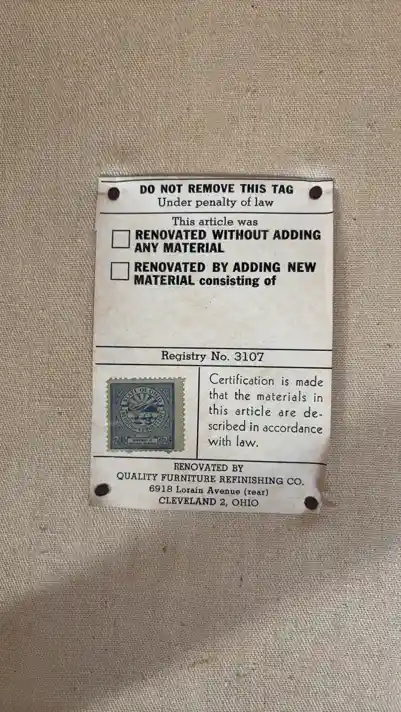 DO NOT REMOVE THIS TAG
Under penalty of law
This article was
RENOVATED WITHOUT ADDING
ANY MATERIAL
RENOVATED BY ADDING NEW
MATERIAL consisting of
Registry No. 3107
Certification is made
that the materials in
this article are de-
scribed in accordance
with law.
RENOVATED BY
QUALITY FURNITURE REFINISHING CO.
6918 Lorain Avenue (rear)
CLEVELAND 2, OHIO